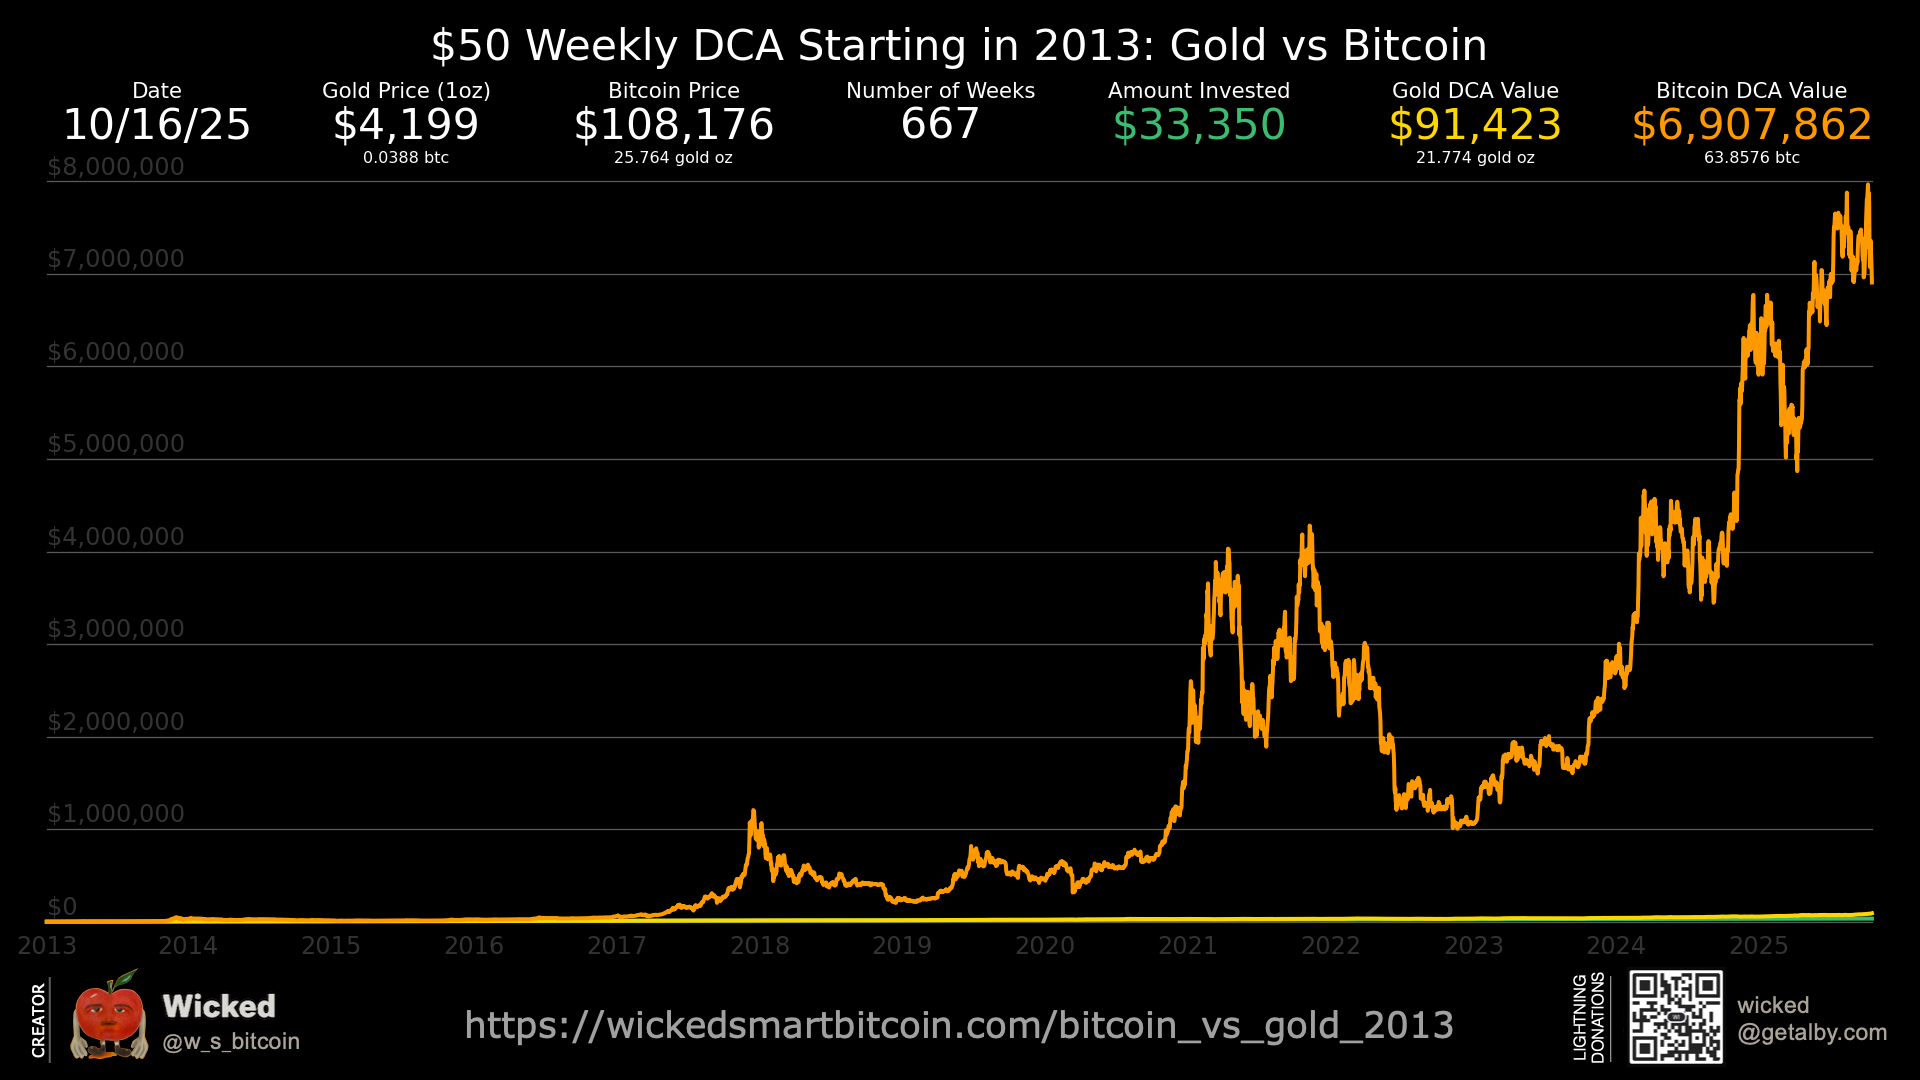 $50 Weekly DCA Starting in 2013: Gold vs Bitcoin
Date
10/16/25
Gold Price (1oz)
$4,199
0.0388 btc
Bitcoin Price
$108,176
25.764 gold oz
Number of Weeks
667
Amount Invested
$33,350
Gold DCA Value
$91,423
21.774 gold oz
Bitcoin DCA Value
$6,907,862
63.8576 btc
$8,000,000
$7,000,000
$6,000,000
$5,000,000
$4,000,000
$3,000,000
$2,000,000
$1,000,000
$0
2013 2014 2015 2016 2017 2018 2019 2020 2021 2022 2023 2024 2025
CREATOR
Wicked
@w_s_bitcoin
https://wickedsmartbitcoin.com/bitcoin_vs_gold_2013
LIGHTNING
DONATIONS
wicked
@getalby.com